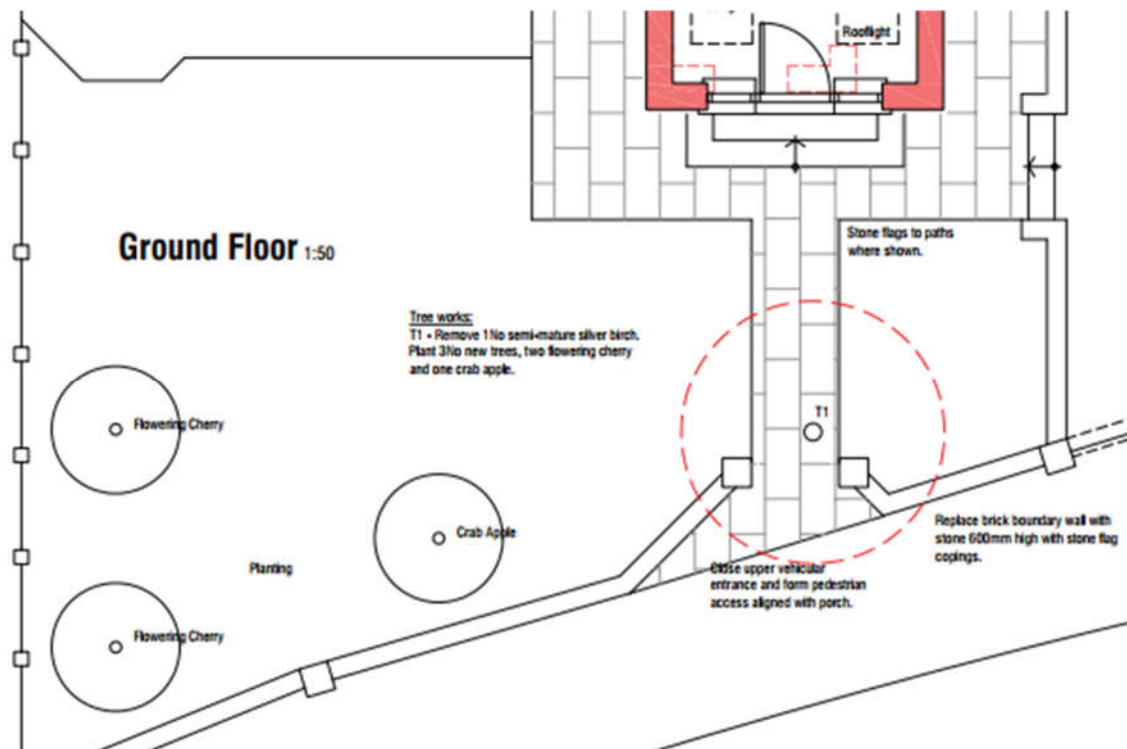 Rooflight
Ground Floor 1:50
Stone flags to paths
where shown.
Tree works:
T1 - Remove 1No semi-mature silver birch.
Plant 3No new trees, two flowering cherry
and one crab apple.
T1
Flowering Cherry
Crab Apple
Replace brick boundary wall with
stone 600mm high with stone flag
copings.
Planting
Close upper vehicular
entrance and form pedestrian
access aligned with porch.
Flowering Cherry